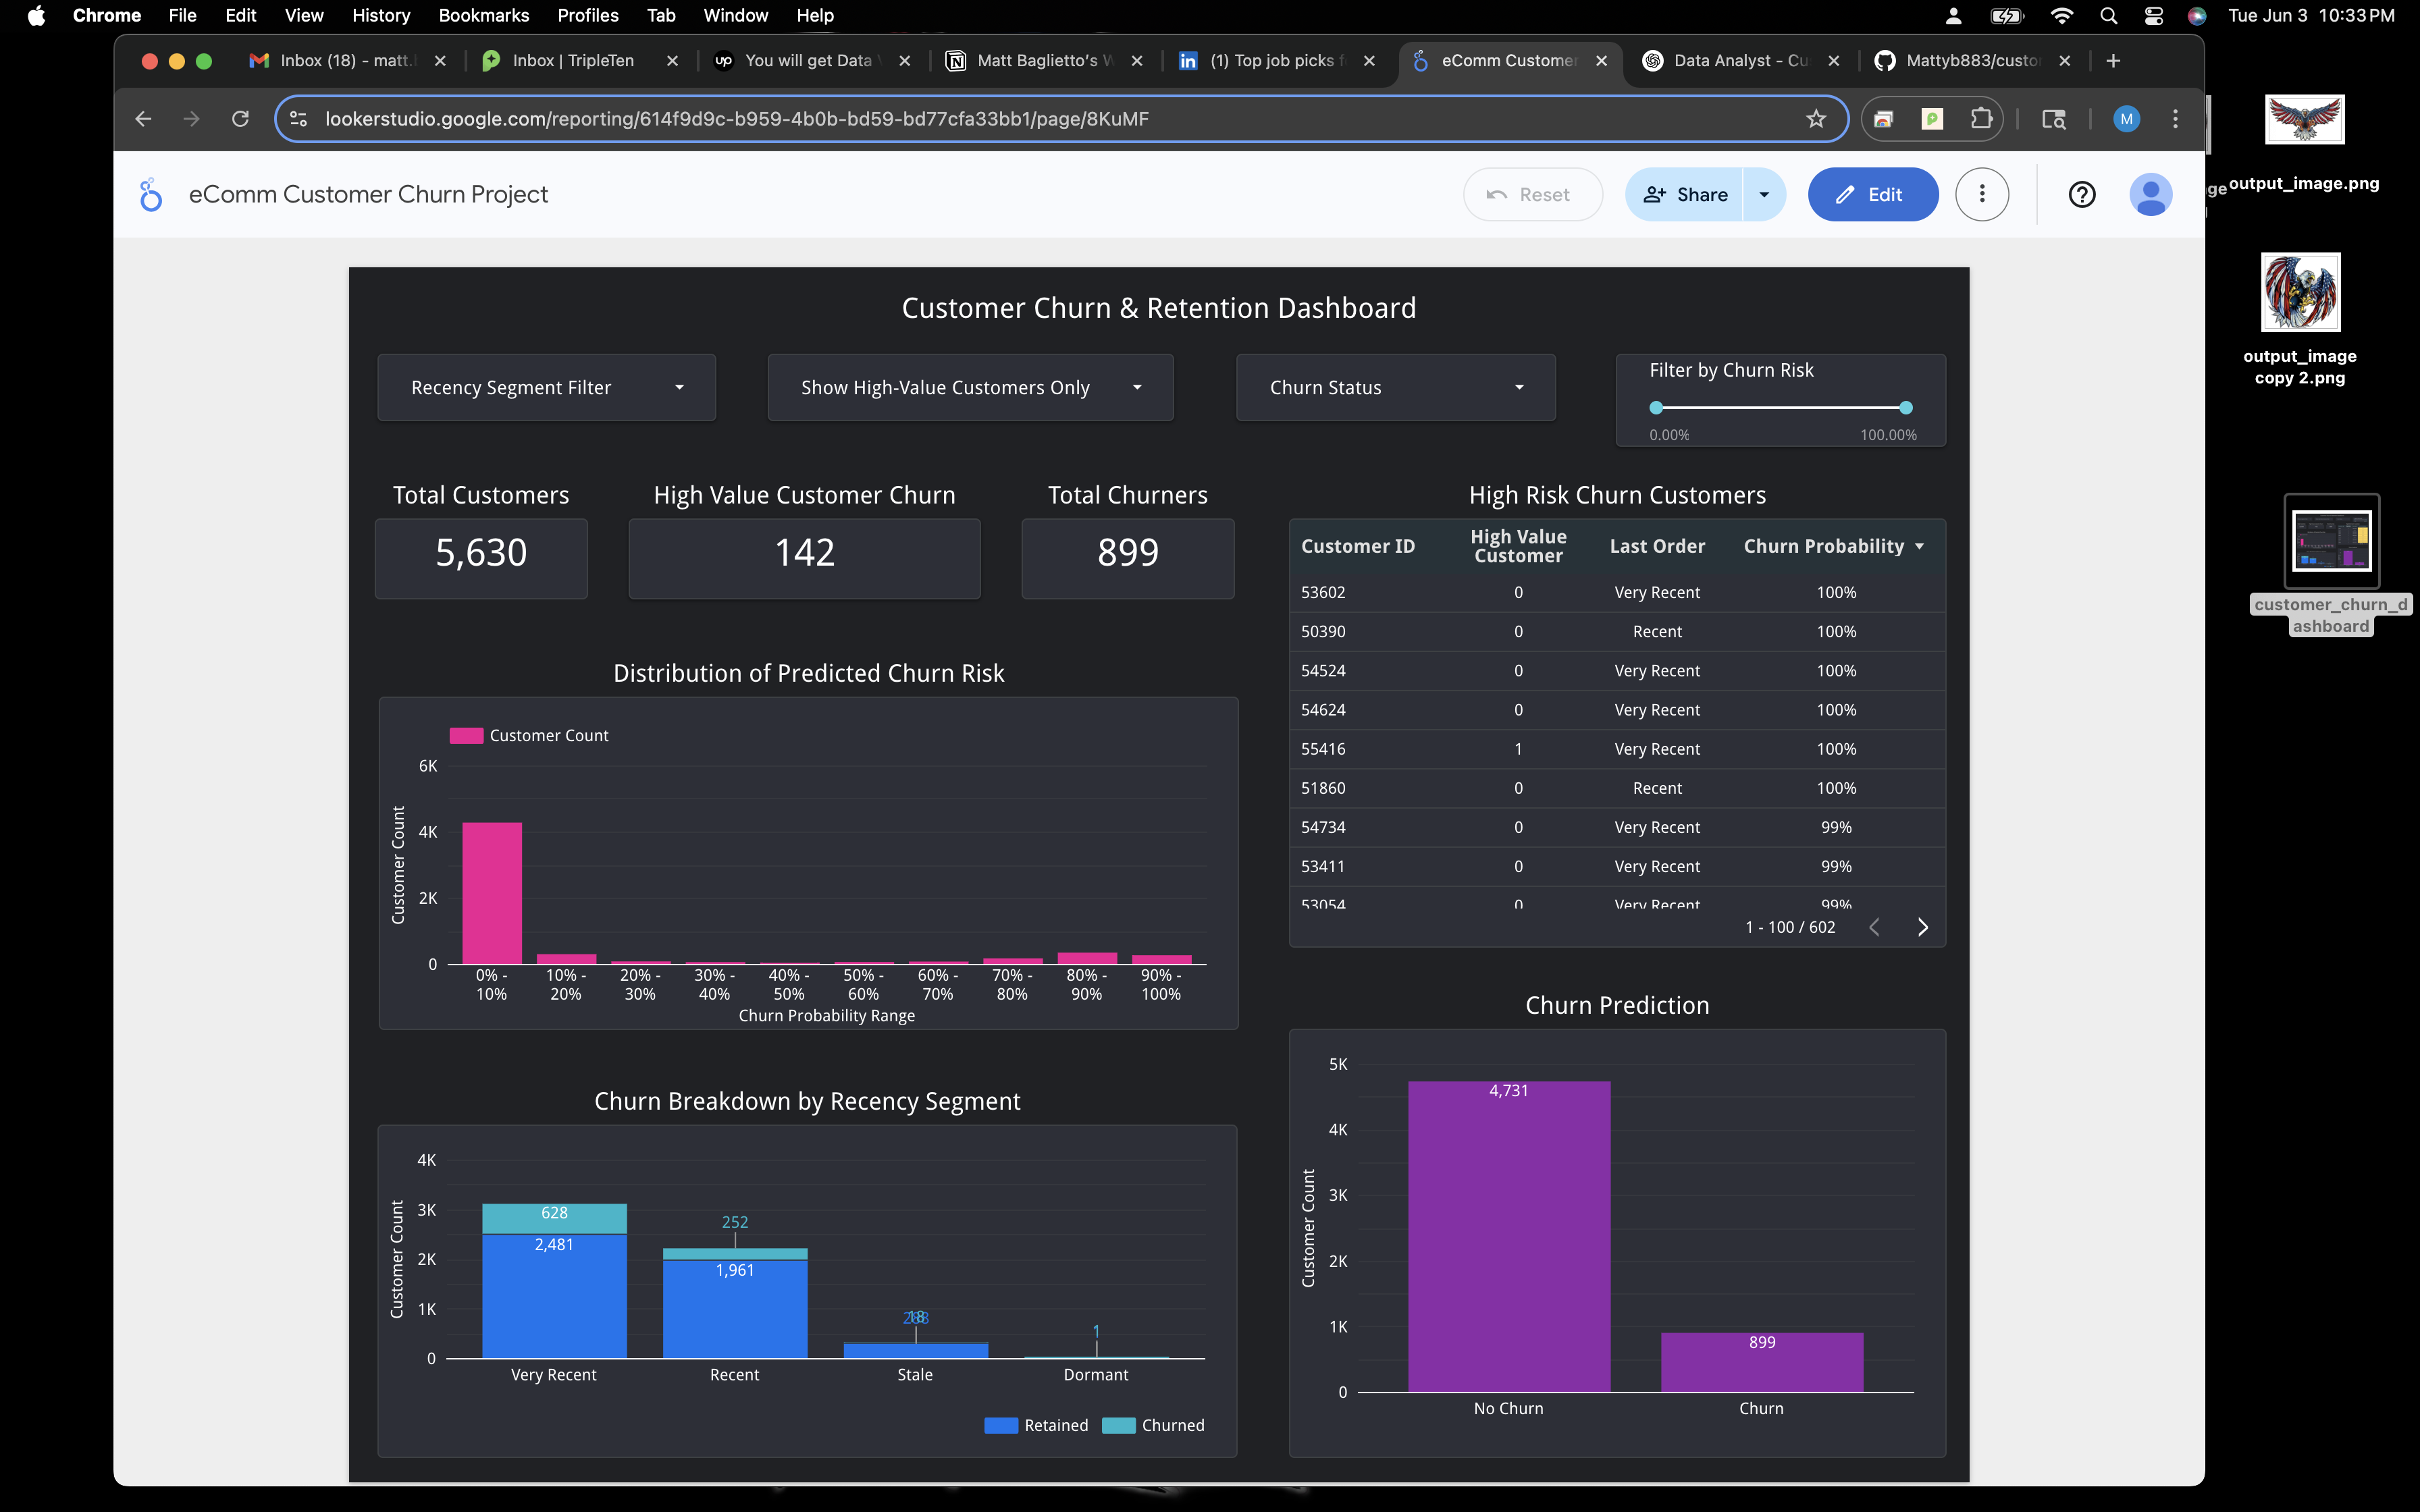 Chrome File Edit View History Bookmarks Profiles Tab Window Help Tue Jun 3 10:33 PM
Inbox (18) - matt. Inbox | TripleTen You will get Data Matt Baglietto's (1) Top job picks eComm Customer Data Analyst - Cu Mattyb883/custo
lookerstudio.google.com/reporting/614f9d9c-b959-4b0b-bd59-bd77cfa33bb1/page/8KuMF
M
eComm Customer Churn Project
Reset
Share
Edit
ge
output_image.png
output_image
copy 2.png
customer_churn_d
ashboard
Customer Churn & Retention Dashboard
Recency Segment Filter
Show High-Value Customers Only
Churn Status
Filter by Churn Risk
0.00% 100.00%
Total Customers
5,630
High Value Customer Churn
142
Total Churners
899
High Risk Churn Customers
Customer ID High Value Customer Last Order Churn Probability
53602 0 Very Recent 100%
50390 0 Recent 100%
54524 0 Very Recent 100%
54624 0 Very Recent 100%
55416 1 Very Recent 100%
51860 0 Recent 100%
54734 0 Very Recent 99%
53411 0 Very Recent 99%
53054 0 Very Recent 99%
1 - 100 / 602
Distribution of Predicted Churn Risk
Customer Count
Customer Count
6K
4K
2K
0
0% - 10% 10% - 20% 20% - 30% 30% - 40% 40% - 50% 50% - 60% 60% - 70% 70% - 80% 80% - 90% 90% - 100%
Churn Probability Range
Churn Breakdown by Recency Segment
Customer Count
4K
3K
2K
1K
0
628
2,481
252
1,961
18
1
Very Recent Recent Stale Dormant
Retained Churned
Churn Prediction
Customer Count
5K
4K
3K
2K
1K
0
4,731
899
No Churn Churn